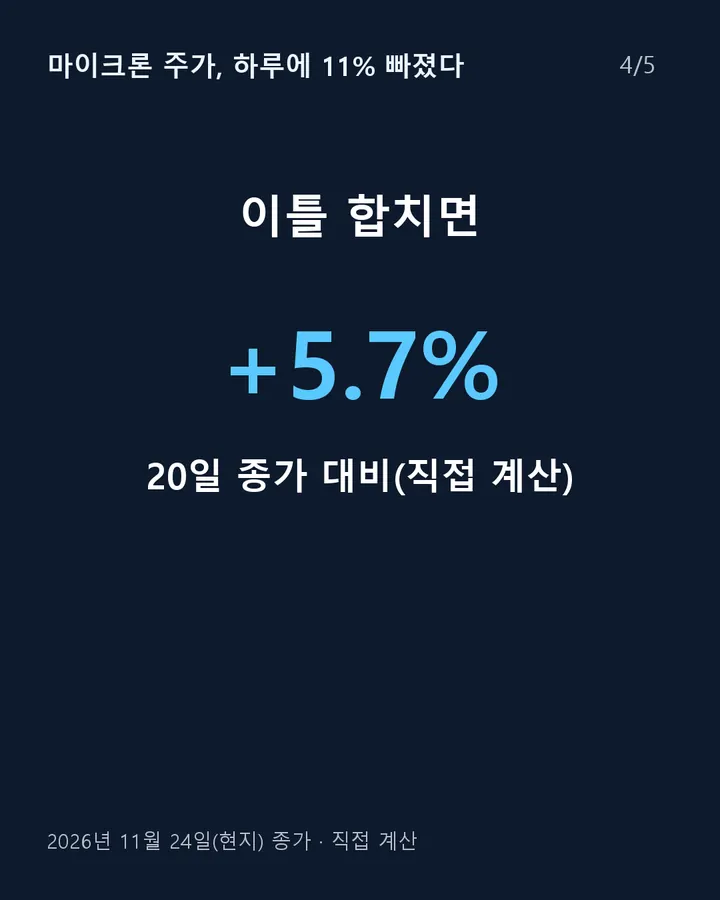 마이크론 주가, 하루에 11% 빠졌다
4/5
이틀 합치면
+5.7%
20일 종가 대비(직접 계산)
2026년 11월 24일(현지) 종가 · 직접 계산